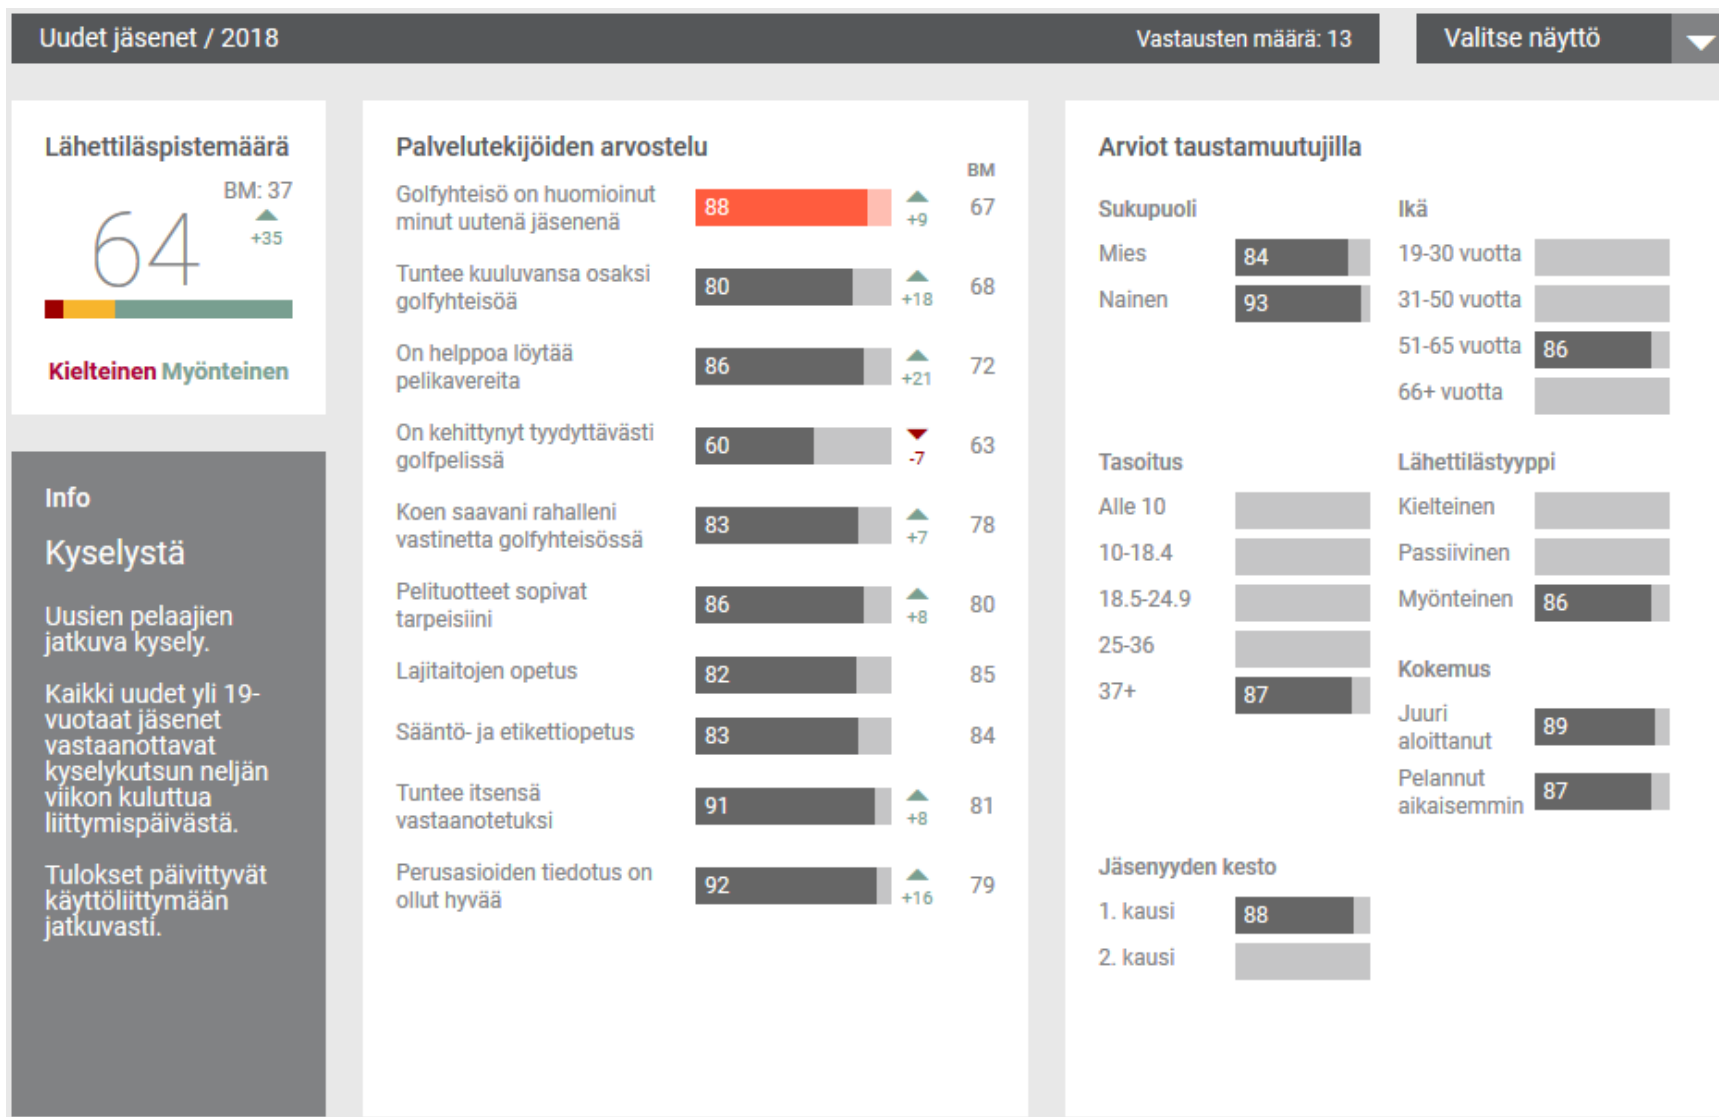 Uudet jäsenet / 2018
Vastausten määrä: 13
Valitse näyttö
Lähettiläspistemäärä
BM: 37
64
+35
Kielteinen Myönteinen
Info
Kyselystä
Uusien pelaajien
jatkuva kysely.
Kaikki uudet yli 19-
vuotaat jäsenet
vastaanottavat
kyselykutsun neljän
viikon kuluttua
liittymispäivästä.
Tulokset päivittyvät
käyttöliittymään
jatkuvasti.
Palvelutekijöiden arvostelu
BM
Golfyhteisö on huomioinut
minut uutenä jäsenenä
88
+9
67
Tuntee kuuluvansa osaksi
golfyhteisöä
80
+18
68
On helppoa löytää
pelikavereita
86
+21
72
On kehittynyt tyydyttävästi
golfpelissä
60
-7
63
Koen saavani rahalleni
vastinetta golfyhteisössä
83
+7
78
Pelituotteet sopivat
tarpeisiini
86
+8
80
Lajitaitojen opetus
82
85
Sääntö- ja etikettiopetus
83
84
Tuntee itsensä
vastaanotetuksi
91
+8
81
Perusasioiden tiedotus on
ollut hyvää
92
+16
79
Arviot taustamuutujilla
Sukupuoli
Mies
84
Nainen
93
Ikä
19-30 vuotta
31-50 vuotta
51-65 vuotta
86
66+ vuotta
Tasoitus
Alle 10
10-18.4
18.5-24.9
25-36
37+
87
Lähettilästyyppi
Kielteinen
Passiivinen
Myönteinen
86
Kokemus
Juuri
aloittanut
89
Pelannut
aikaisemmin
87
Jäsenyyden kesto
1. kausi
88
2. kausi